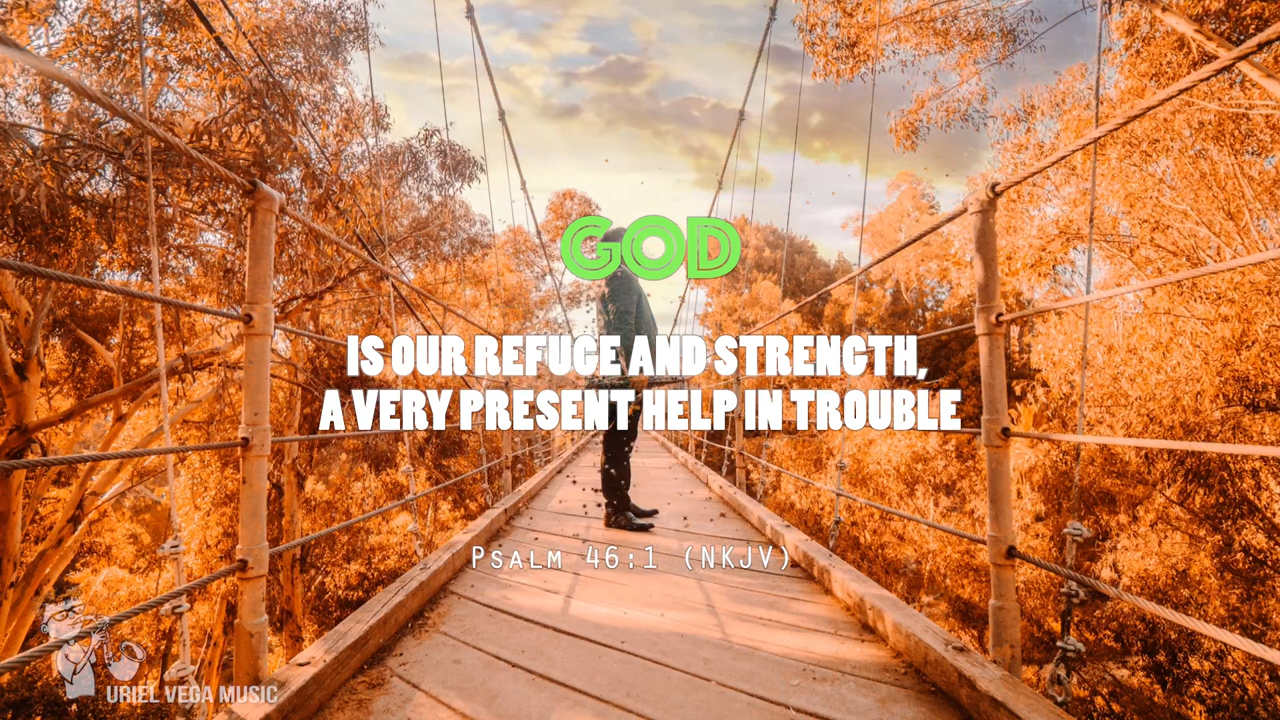 GOD
IS OUR REFUGE AND STRENGTH,
A VERY PRESENT HELP IN TROUBLE
Psalm 46:1 (NKJV)
URIEL VEGA MUSIC